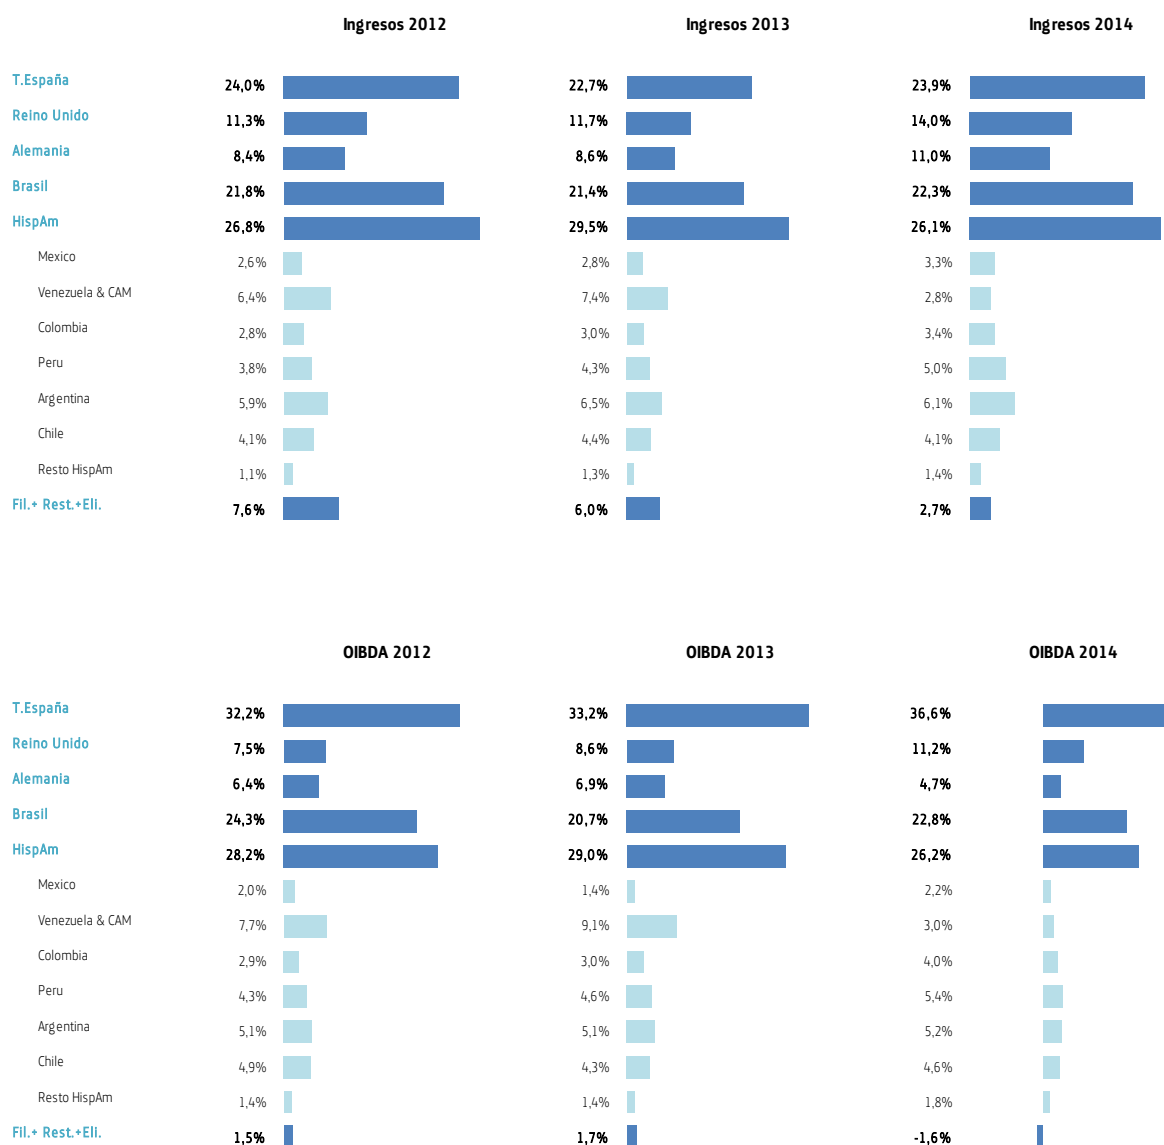 Ingresos 2012 Ingresos 2013 Ingresos 2014
T.España 24,0% 22,7% 23,9%
Reino Unido 11,3% 11,7% 14,0%
Alemania 8,4% 8,6% 11,0%
Brasil 21,8% 21,4% 22,3%
HispAm 26,8% 29,5% 26,1%
Mexico 2,6% 2,8% 3,3%
Venezuela & CAM 6,4% 7,4% 2,8%
Colombia 2,8% 3,0% 3,4%
Peru 3,8% 4,3% 5,0%
Argentina 5,9% 6,5% 6,1%
Chile 4,1% 4,4% 4,1%
Resto HispAm 1,1% 1,3% 1,4%
Fil.+ Rest.+Eli. 7,6% 6,0% 2,7%
OIBDA 2012 OIBDA 2013 OIBDA 2014
T.España 32,2% 33,2% 36,6%
Reino Unido 7,5% 8,6% 11,2%
Alemania 6,4% 6,9% 4,7%
Brasil 24,3% 20,7% 22,8%
HispAm 28,2% 29,0% 26,2%
Mexico 2,0% 1,4% 2,2%
Venezuela & CAM 7,7% 9,1% 3,0%
Colombia 2,9% 3,0% 4,0%
Peru 4,3% 4,6% 5,4%
Argentina 5,1% 5,1% 5,2%
Chile 4,9% 4,3% 4,6%
Resto HispAm 1,4% 1,4% 1,8%
Fil.+ Rest.+Eli. 1,5% 1,7% -1,6%